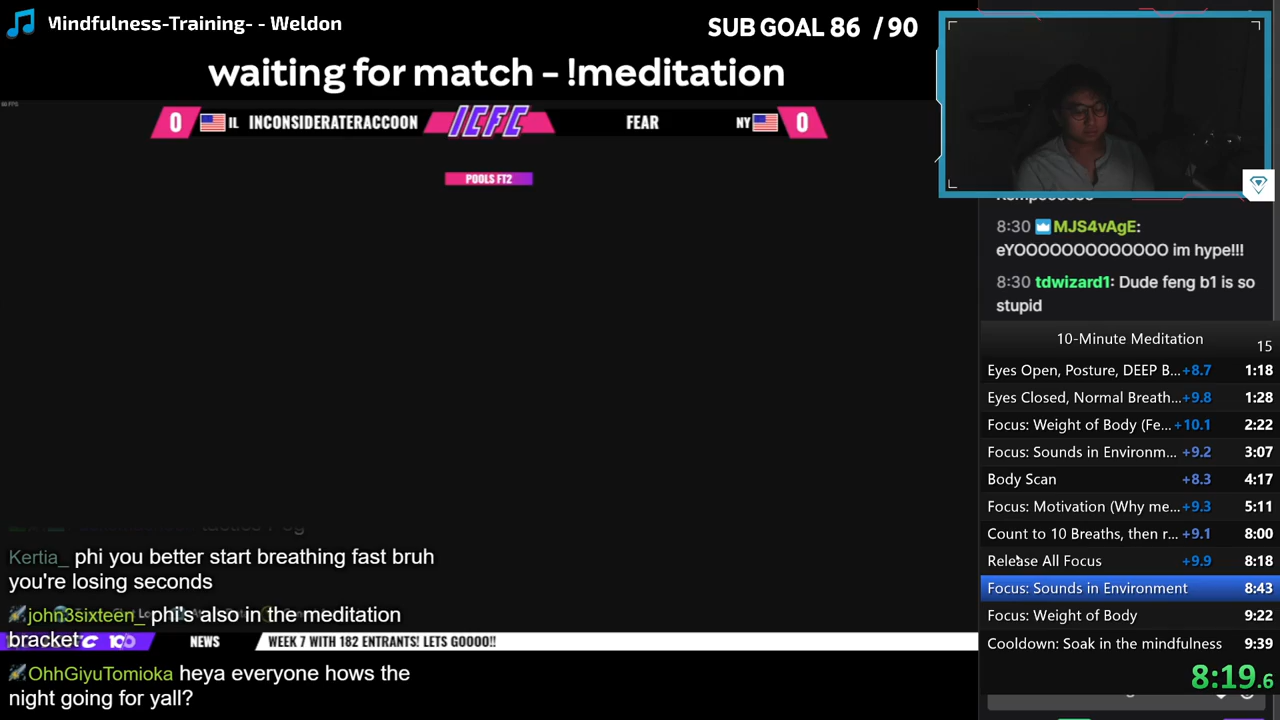 Mindfulness-Training- - Weldon
SUB GOAL 86 / 90
waiting for match - !meditation
0 IL INCONSIDERATERACCOON ICFC FEAR NY 0
POOLS FT2
8:30 MJS4vAgE:
eYOOOOOOOOOOOOO im hype!!!
8:30 tdwizard1: Dude feng b1 is so
stupid
10-Minute Meditation
15
Eyes Open, Posture, DEEP B... +8.7 1:18
Eyes Closed, Normal Breath... +9.8 1:28
Focus: Weight of Body (Fe... +10.1 2:22
Focus: Sounds in Environm... +9.2 3:07
Body Scan +8.3 4:17
Focus: Motivation (Why me... +9.3 5:11
Count to 10 Breaths, then r... +9.1 8:00
Release All Focus +9.9 8:18
Focus: Sounds in Environment 8:43
Focus: Weight of Body 9:22
Cooldown: Soak in the mindfulness 9:39
8:19.6
Kertia_ phi you better start breathing fast bruh
you're losing seconds
john3sixteen_ phi's also in the meditation
bracket
NEWS WEEK 7 WITH 182 ENTRANTS! LETS GOOOO!!
OhhGiyuTomioka heya everyone hows the
night going for yall?